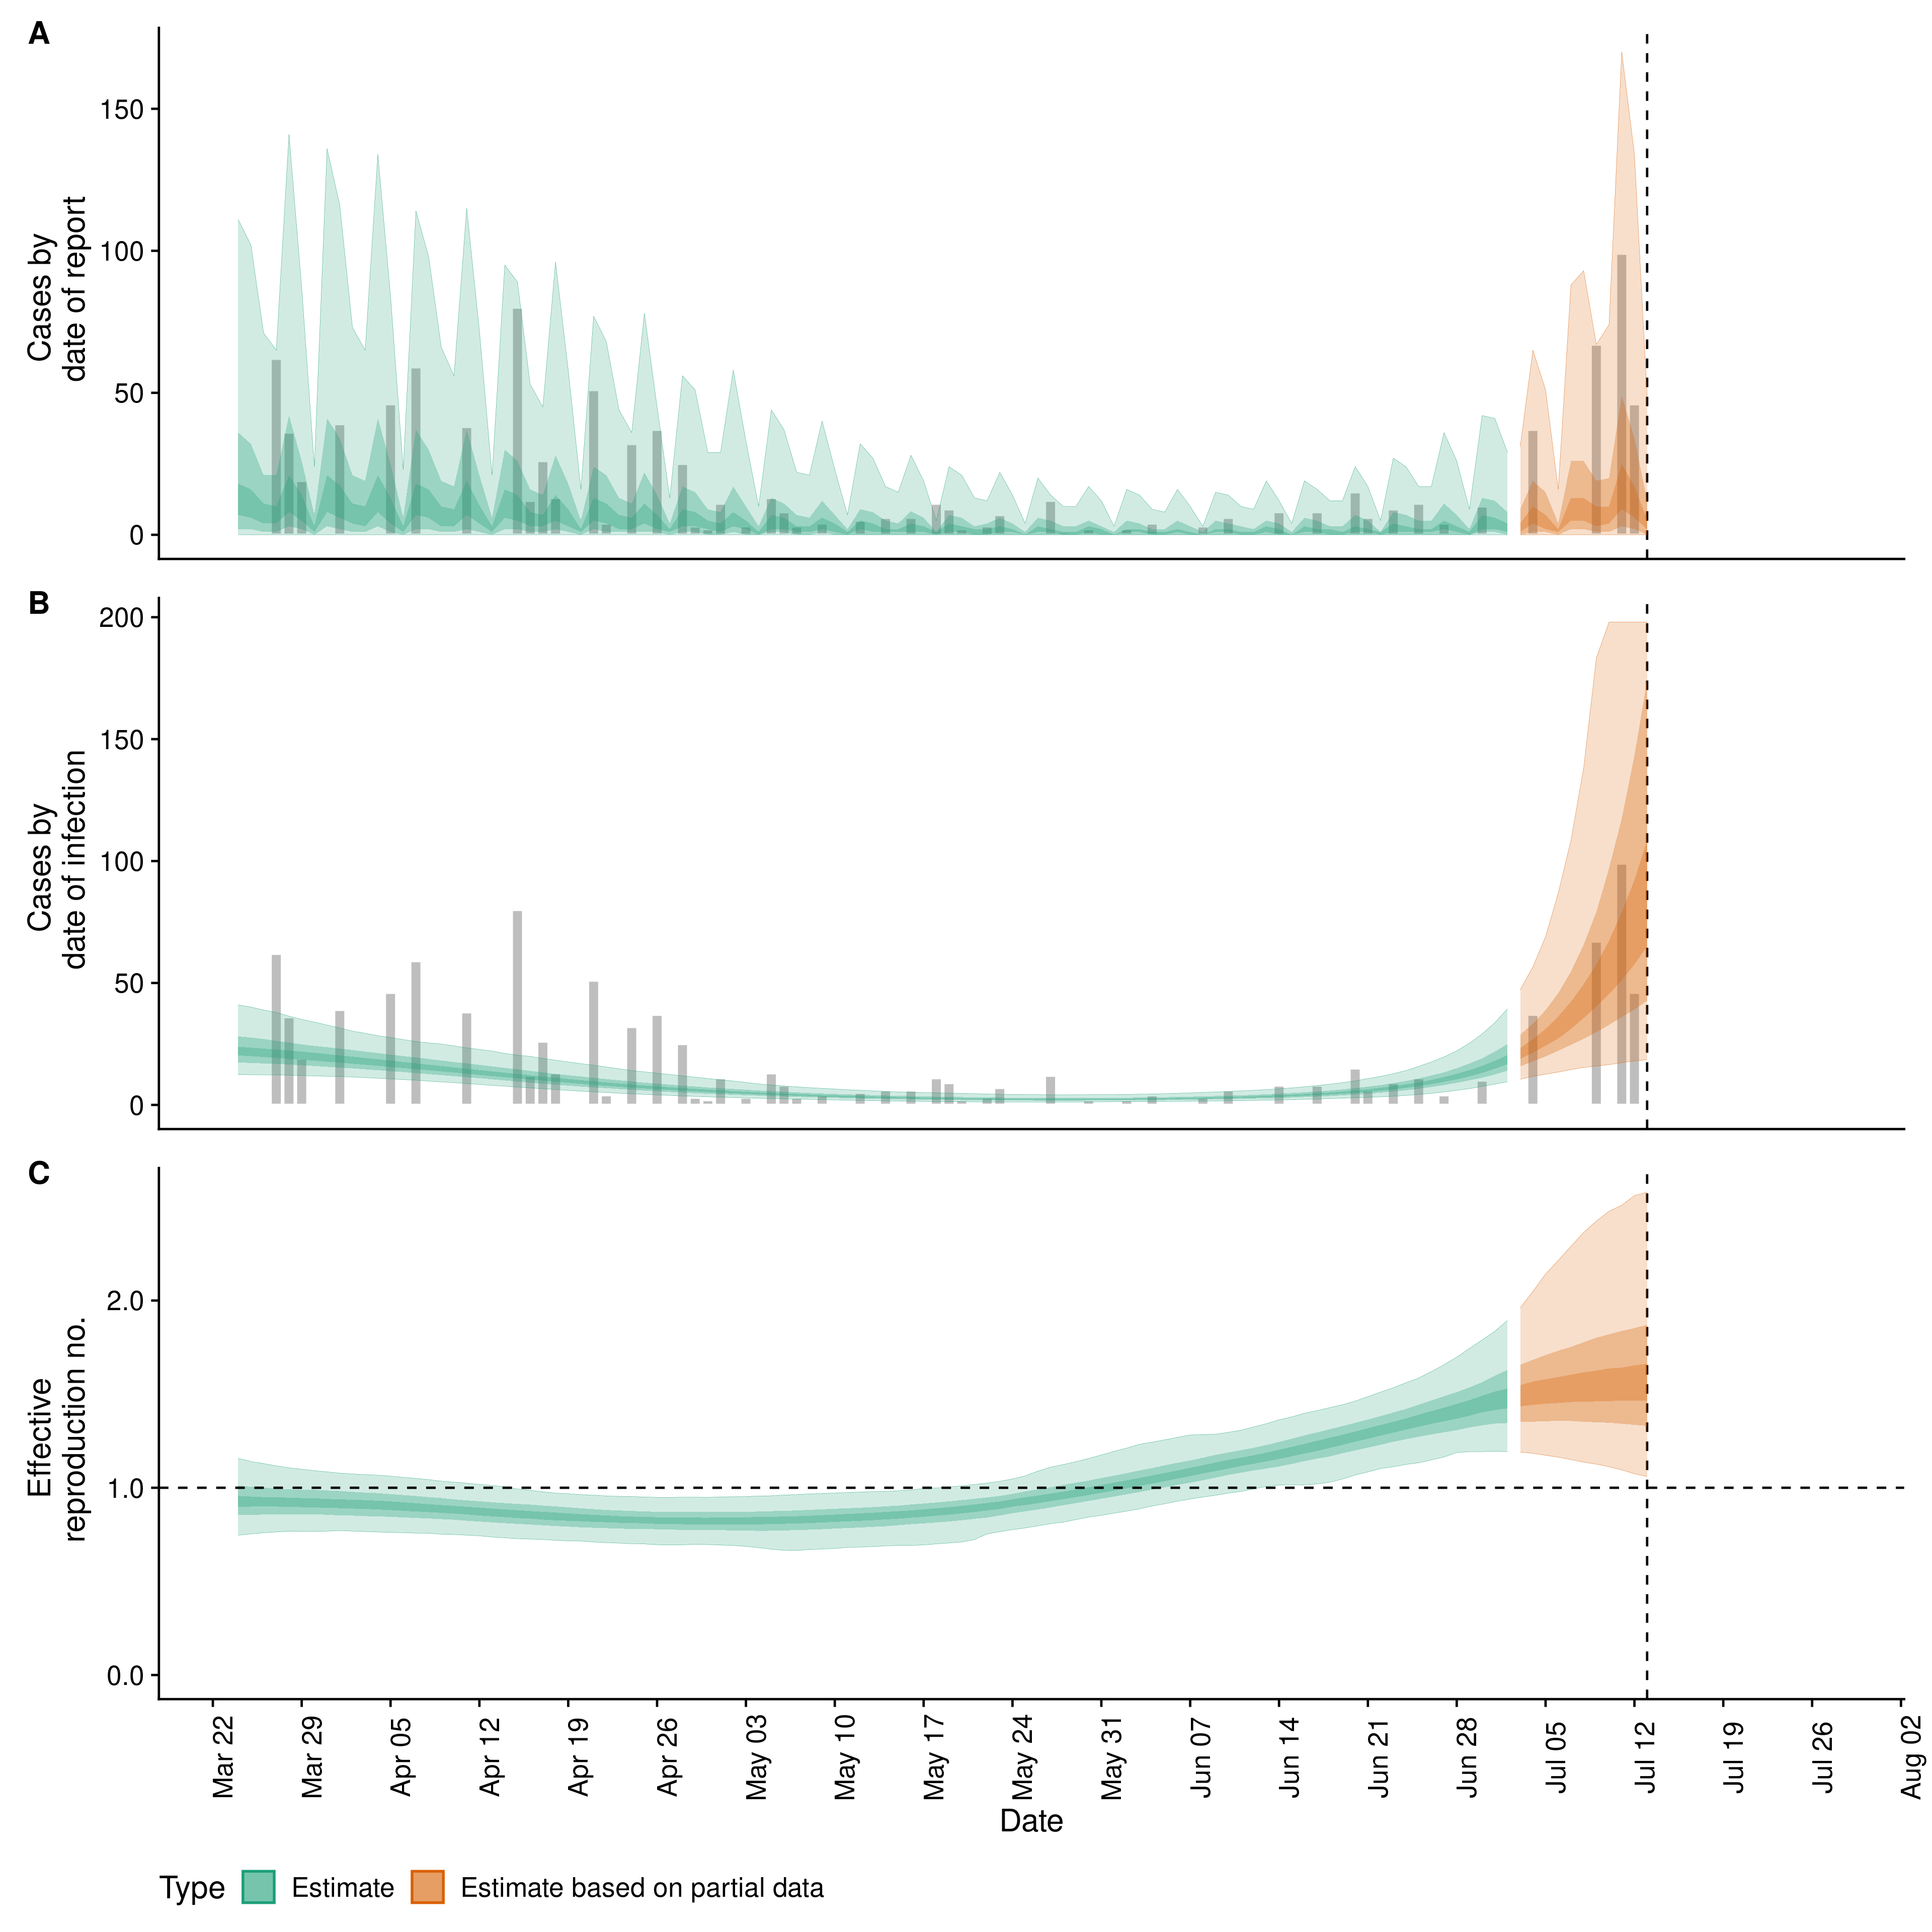 A
Cases by
date of report
150
100
50
0
B
Cases by
date of infection
200
150
100
50
0
C
Effective
reproduction no.
2.0
1.0
0.0
Mar 22
Mar 29
Apr 05
Apr 12
Apr 19
Apr 26
May 03
May 10
May 17
May 24
May 31
Jun 07
Jun 14
Jun 21
Jun 28
Jul 05
Jul 12
Jul 19
Jul 26
Aug 02
Date
Type Estimate Estimate based on partial data